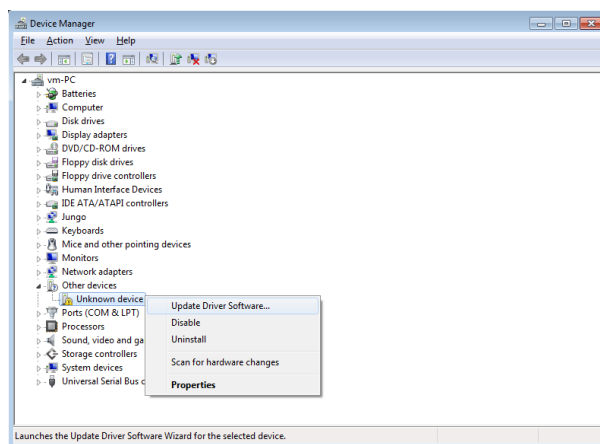 Device Manager
File Action View Help
vm-PC
Batteries
Computer
Disk drives
Display adapters
DVD/CD-ROM drives
Floppy disk drives
Floppy drive controllers
Human Interface Devices
IDE ATA/ATAPI controllers
Jungo
Keyboards
Mice and other pointing devices
Monitors
Network adapters
Other devices
Unknown device
Ports (COM & LPT)
Processors
Sound, video and ga
Storage controllers
System devices
Universal Serial Bus c
Update Driver Software...
Disable
Uninstall
Scan for hardware changes
Properties
Launches the Update Driver Software Wizard for the selected device.